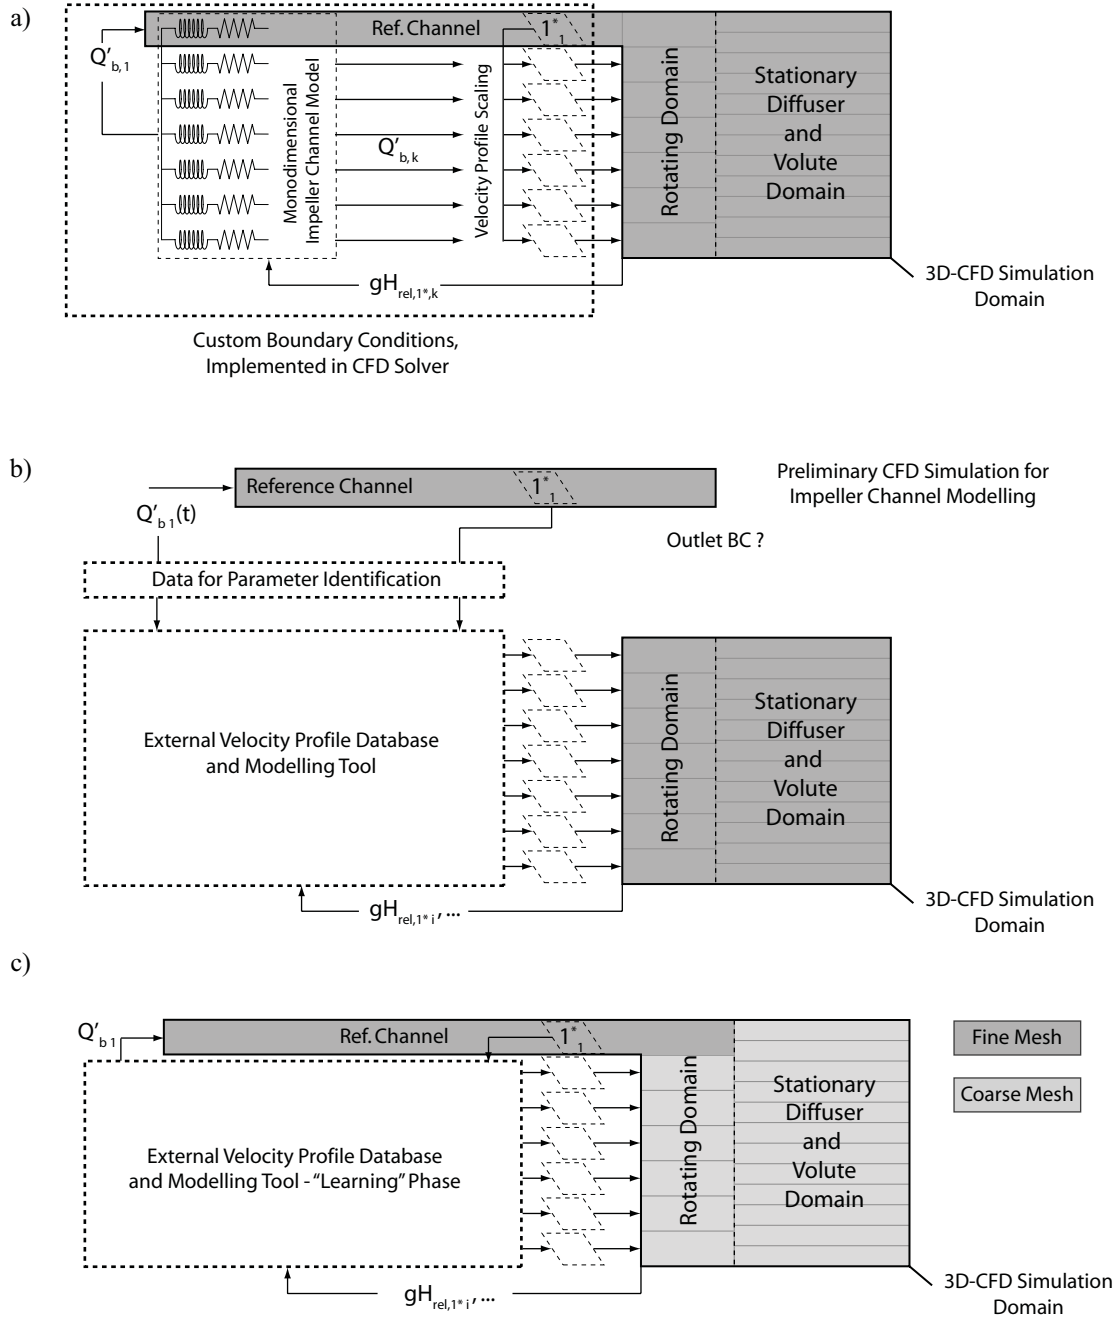 a)
Ref. Channel
1*1
Q'b,1
Monodimensional
Impeller Channel Model
Q'b,k
Velocity Profile Scaling
Rotating Domain
Stationary
Diffuser
and
Volute
Domain
gHrel,1*,k
3D-CFD Simulation
Domain
Custom Boundary Conditions,
Implemented in CFD Solver
b)
Reference Channel
1*1
Preliminary CFD Simulation for
Impeller Channel Modelling
Q'b 1(t)
Outlet BC ?
Data for Parameter Identification
External Velocity Profile Database
and Modelling Tool
Rotating Domain
Stationary
Diffuser
and
Volute
Domain
gHrel,1* i, ...
3D-CFD Simulation
Domain
c)
Q'b 1
Ref. Channel
1*1
Fine Mesh
Coarse Mesh
External Velocity Profile Database
and Modelling Tool - “Learning” Phase
Rotating Domain
Stationary
Diffuser
and
Volute
Domain
gHrel,1* i, ...
3D-CFD Simulation
Domain